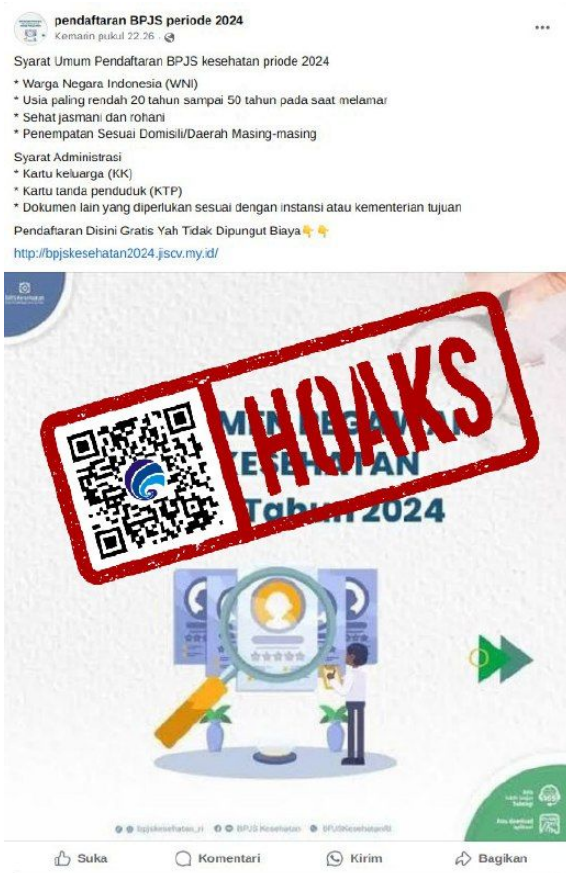 pendaftaran BPJS periode 2024
Kemarin pukul 22.26 ·
Syarat Umum Pendaftaran BPJS kesehatan priode 2024
* Warga Negara Indonesia (WNI)
* Usia paling rendah 20 tahun sampai 50 tahun pada saat melamar
* Sehat jasmani dan rohani
* Penempatan Sesuai Domisili/Daerah Masing-masing
Syarat Administrasi
* Kartu keluarga (KK)
* Kartu tanda penduduk (KTP)
* Dokumen lain yang diperlukan sesuai dengan instansi atau kementerian tujuan
Pendaftaran Disini Gratis Yah Tidak Dipungut Biaya👇👇
http://bpjskesehatan2024.jiscv.my.id/
BPJS Kesehatan
HOAKS
Tahun 2024
bpjskesehatan_ri BPJS Kesehatan BPJSKesehatanRI
Suka Komentari Kirim Bagikan